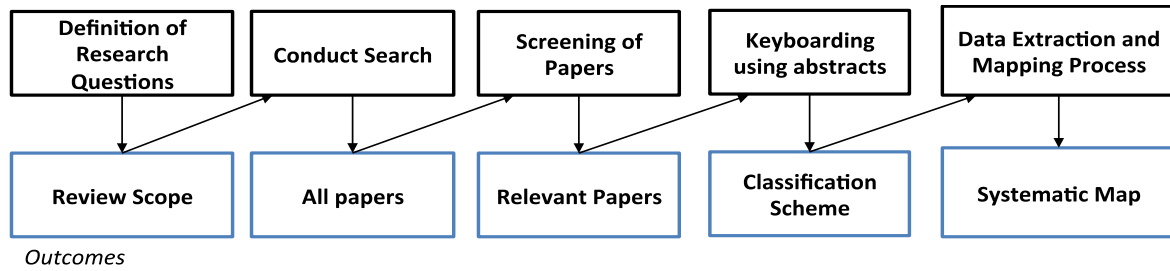 Definition of
Research
Questions
Conduct Search
Screening of
Papers
Keyboarding
using abstracts
Data Extraction and
Mapping Process
Review Scope
All papers
Relevant Papers
Classification
Scheme
Systematic Map
Outcomes